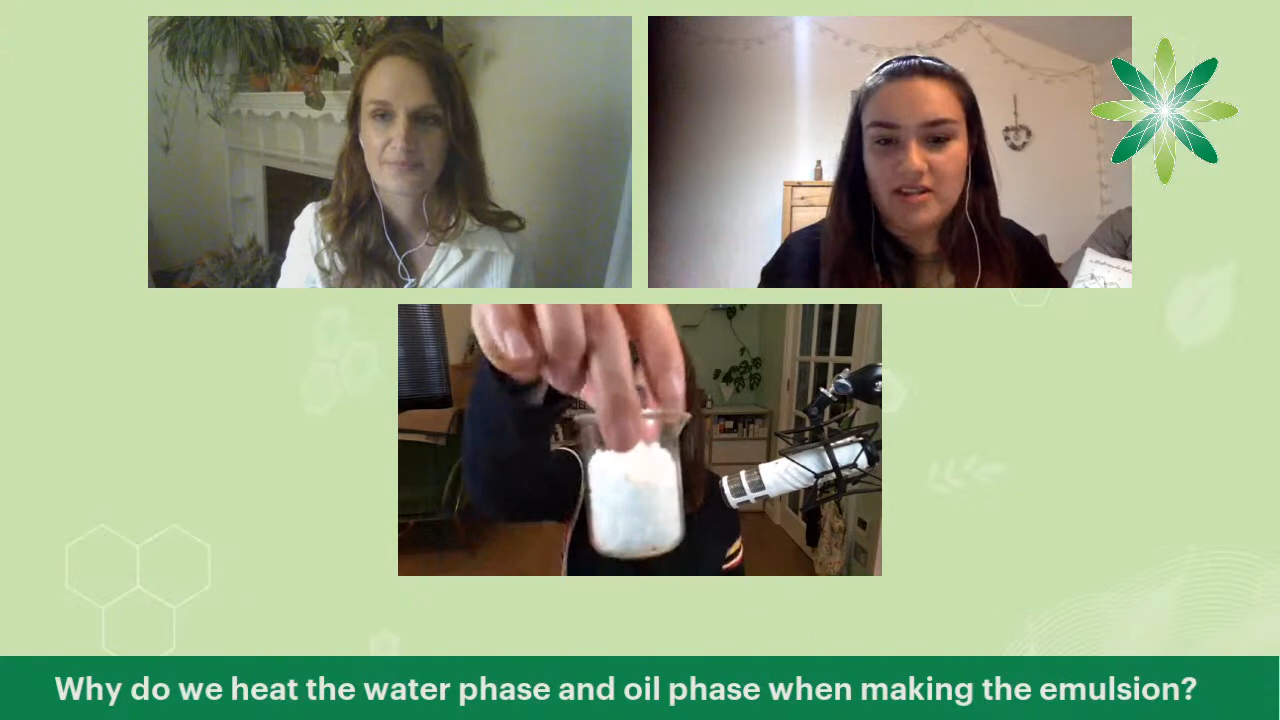 Why do we heat the water phase and oil phase when making the emulsion?